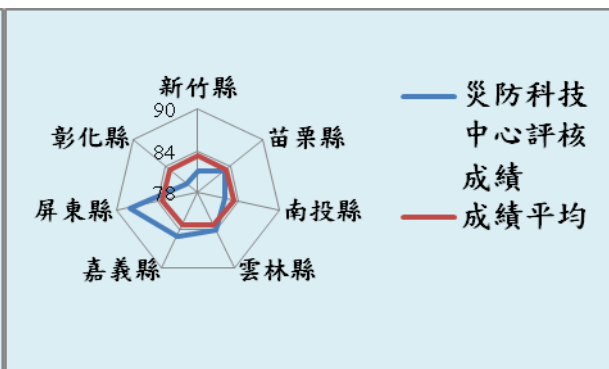 新竹縣
90
彰化縣
84
苗栗縣
78
屏東縣
南投縣
嘉義縣
雲林縣
災防科技
中心評核
成績
成績平均